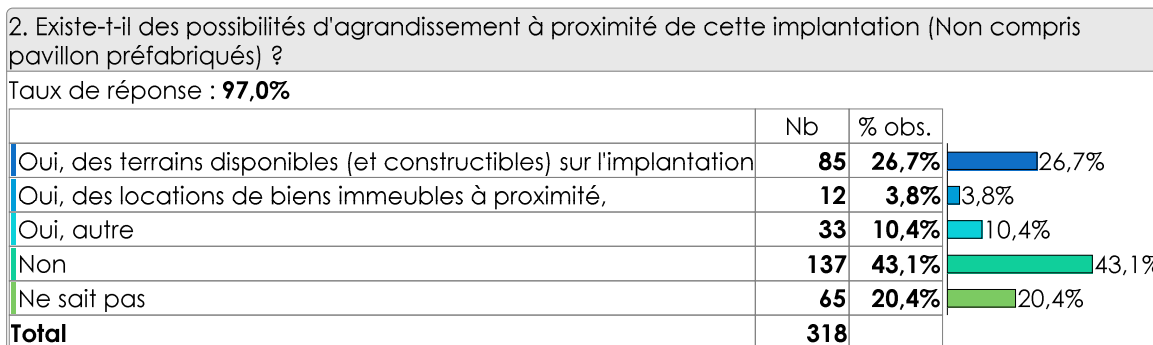 2. Existe-t-il des possibilités d'agrandissement à proximité de cette implantation (Non compris
pavillon préfabriqués) ?
Taux de réponse : 97,0%
Nb % obs.
Oui, des terrains disponibles (et constructibles) sur l'implantation 85 26,7% 26,7%
Oui, des locations de biens immeubles à proximité, 12 3,8% 3,8%
Oui, autre 33 10,4% 10,4%
Non 137 43,1% 43,1%
Ne sait pas 65 20,4% 20,4%
Total 318